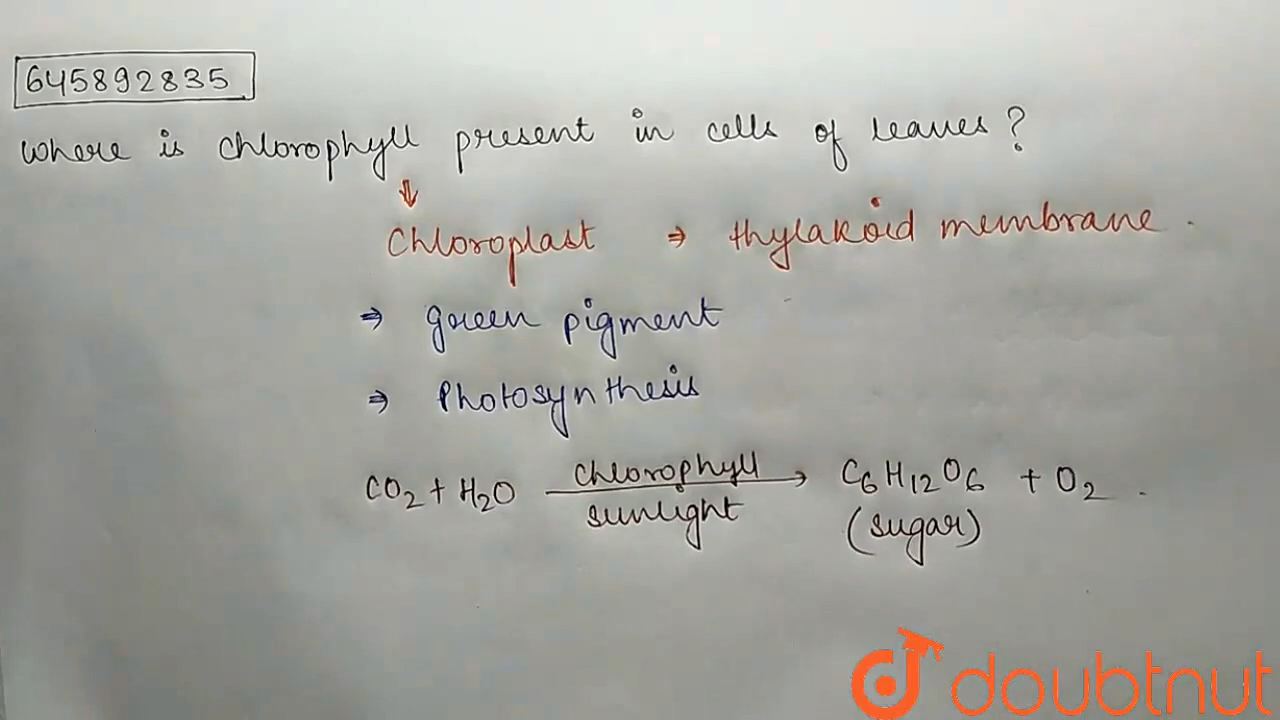 645892835
Where is chlorophyll present in cells of leaves?
⇓
Chloroplast ⇒ thylakoid membrane.
⇒ green pigment
⇒ Photosynthesis
CO2 + H2O chlorophyll → C6H12O6 + O2.
sunlight (sugar)
doubtnut